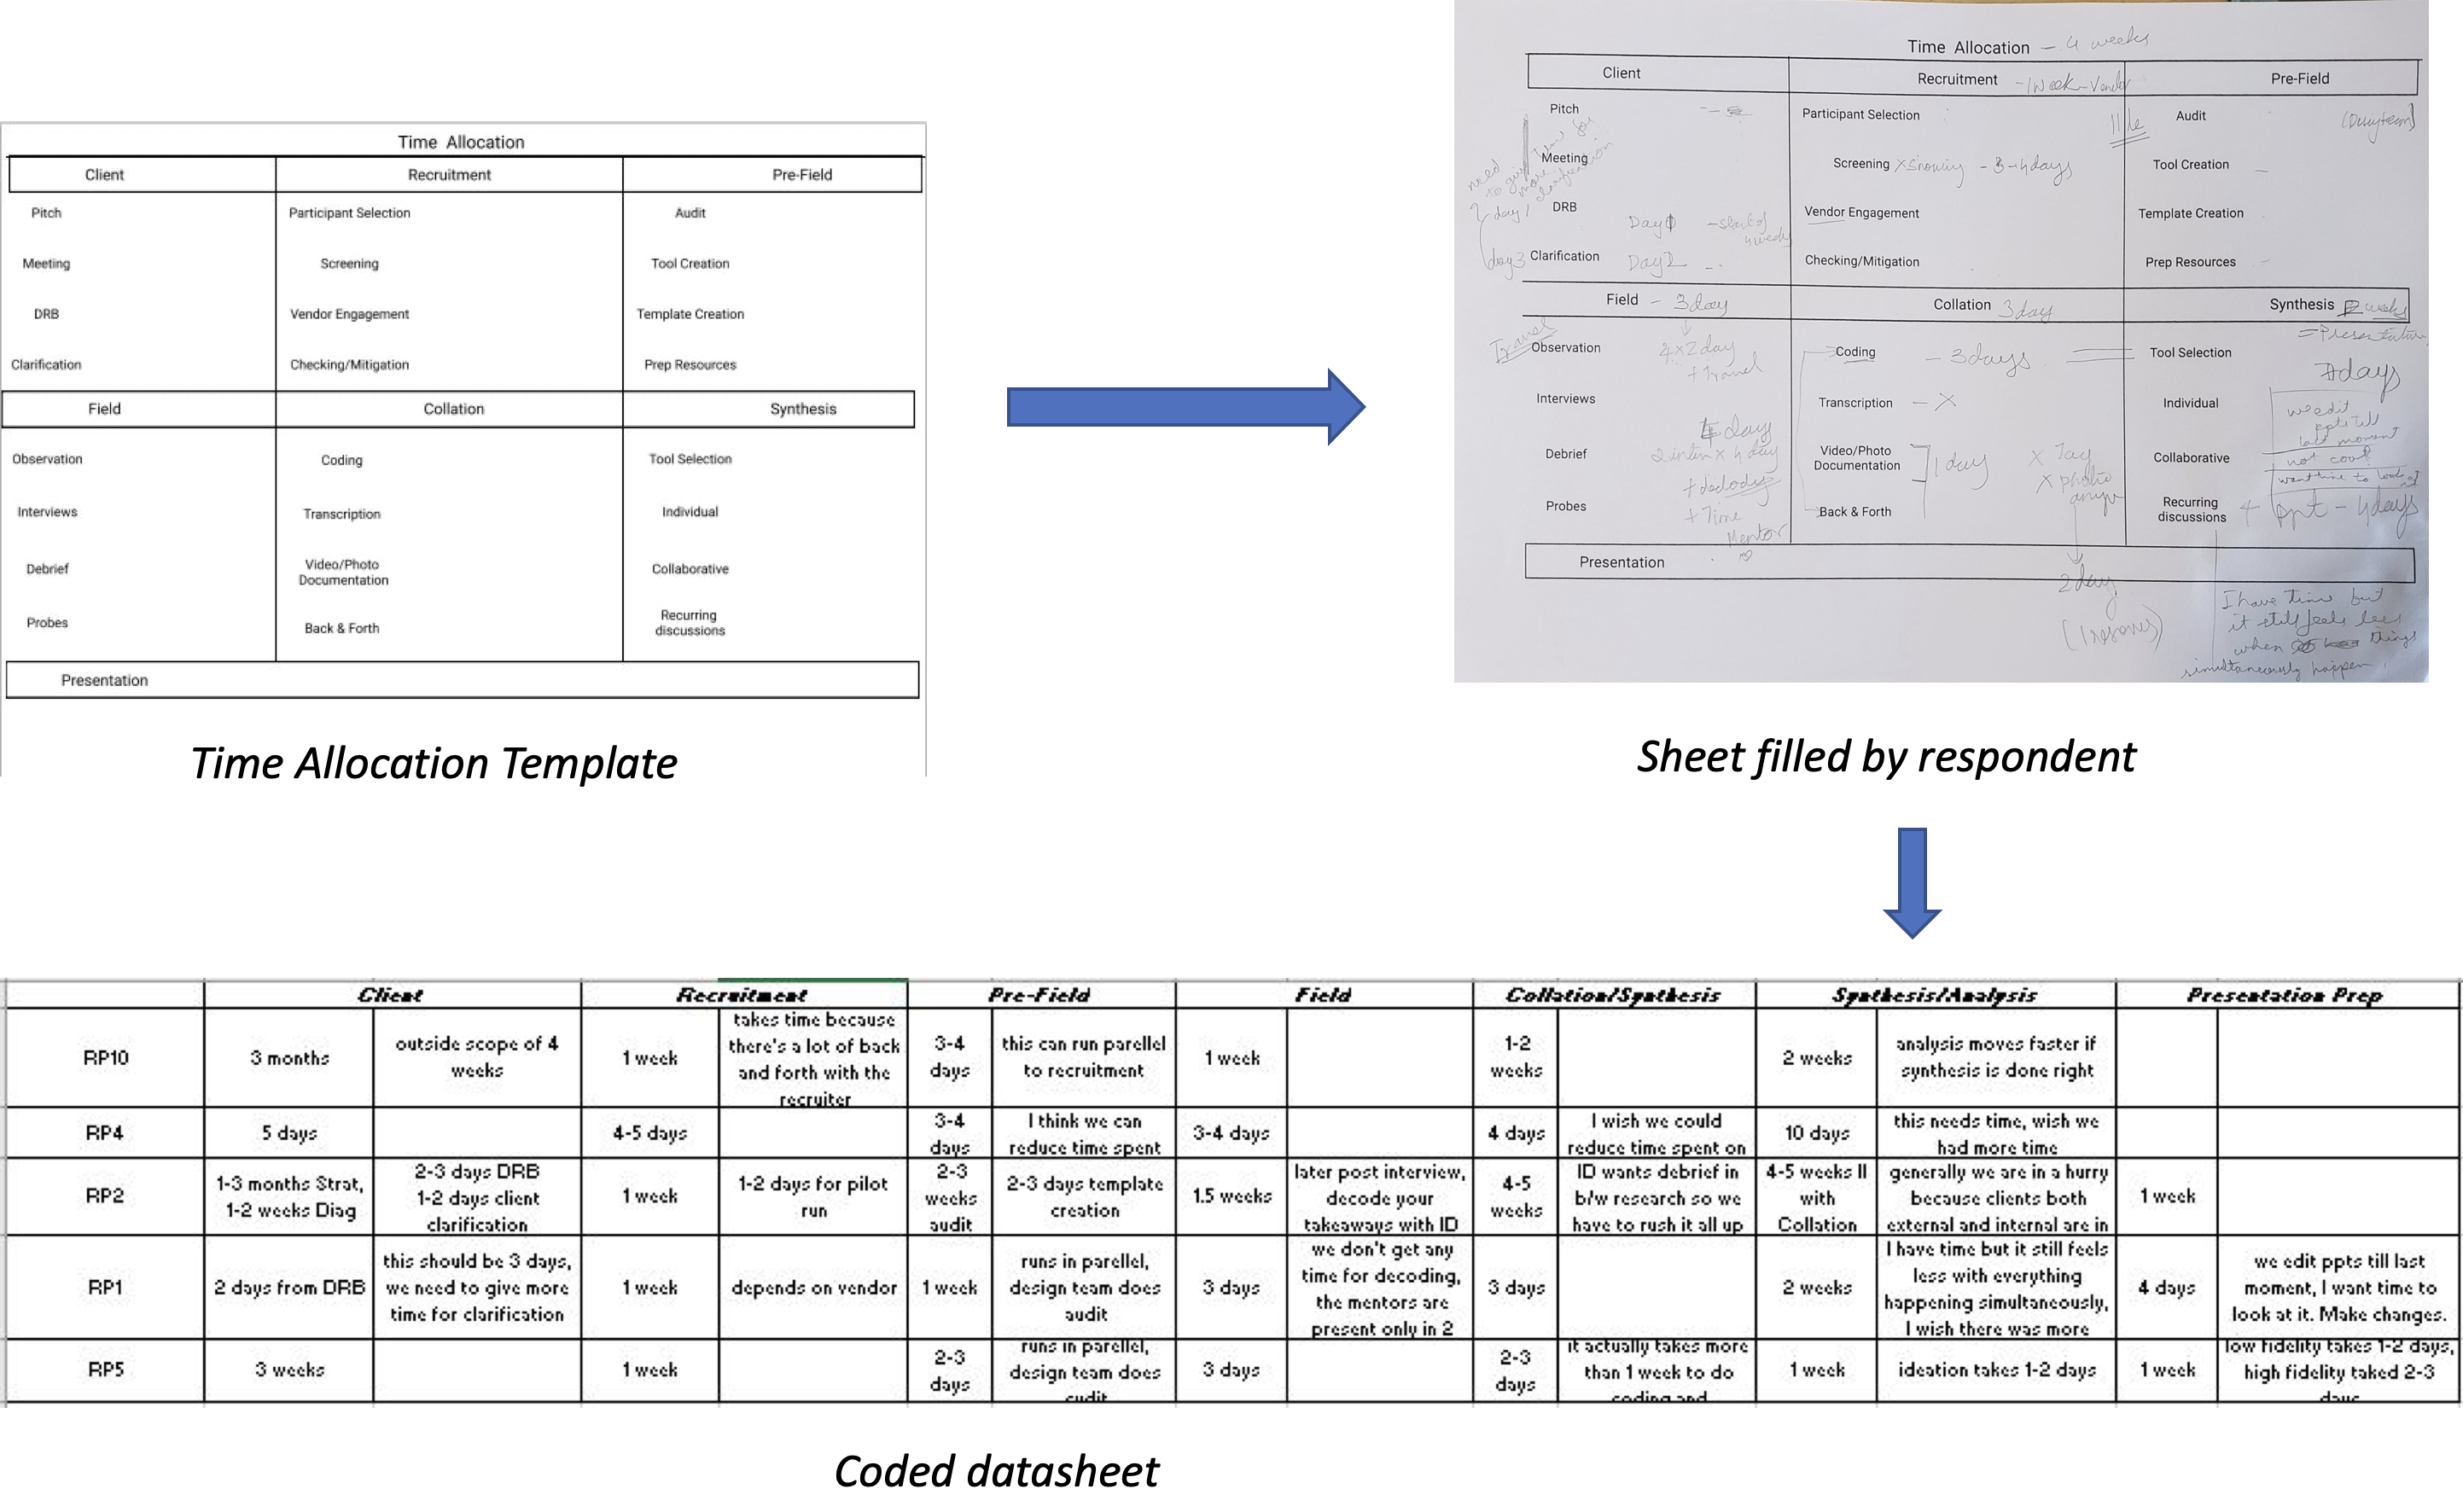 Time Allocation
Client Recruitment Pre-Field
Pitch Participant Selection Audit
Meeting Screening Tool Creation
DRB Vendor Engagement Template Creation
Clarification Checking/Mitigation Prep Resources
Field Collation Synthesis
Observation Coding Tool Selection
Interviews Transcription Individual
Debrief Video/Photo Documentation Collaborative
Probes Back & Forth Recurring discussions
Presentation
Time Allocation Template
Time Allocation - 4 weeks
Client Recruitment - 1 week - Vendor Pre-Field
Pitch Participant Selection Audit
Meeting Screening - 3-4 days Tool Creation
need to give more time for clarification
day 1
DRB Day - start of 4 weeks Vendor Engagement Template Creation
day 3 Clarification Day 2 Checking/Mitigation Prep Resources
Field - 3 day Collation 3 day Synthesis 2 weeks
= Presentation
Travel
Observation 2 day + Travel Coding - 3 days Tool Selection
7 days
Interviews Transcription - X Individual
we edit ppts till last moment
Debrief 4 day Video/Photo Documentation 1 day Collaborative
not cool
want time to look at
Probes + Time Mentor Back & Forth Recurring discussions + ppt - 4 days
Presentation
2 day
I have time but
it still feels less
when things
simultaneously happen
Sheet filled by respondent
Client Recruitment Pre-Field Field Collation/Synthesis Synthesis/Analysis Presentation Prep
RP10 3 months outside scope of 4 weeks 1 week takes time because there's a lot of back and forth with the recruiter 3-4 days this can run parellel to recruitment 1 week 1-2 weeks 2 weeks analysis moves faster if synthesis is done right
RP4 5 days 4-5 days 3-4 days I think we can reduce time spent 3-4 days 4 days I wish we could reduce time spent on 10 days this needs time, wish we had more time
RP2 1-3 months Strat, 1-2 weeks Diag 2-3 days DRB 1-2 days client clarification 1 week 1-2 days for pilot run 2-3 weeks audit 2-3 days template creation 1.5 weeks later post interview, decode your takeaways with ID 4-5 weeks ID wants debrief in b/w research so we have to rush it all up 4-5 weeks II with Collation generally we are in a hurry because clients both external and internal are in 1 week
RP1 2 days from DRB this should be 3 days, we need to give more time for clarification 1 week depends on vendor 1 week runs in parellel, design team does audit 3 days we don't get any time for decoding, the mentors are present only in 2 3 days 2 weeks I have time but it still feels less with everything happening simultaneously, I wish there was more 4 days we edit ppts till last moment, I want time to look at it. Make changes.
RP5 3 weeks 1 week 2-3 days runs in parellel, design team does audit 3 days 2-3 days it actually takes more than 1 week to do coding and 1 week ideation takes 1-2 days 1 week low fidelity takes 1-2 days, high fidelity taked 2-3 days
Coded datasheet